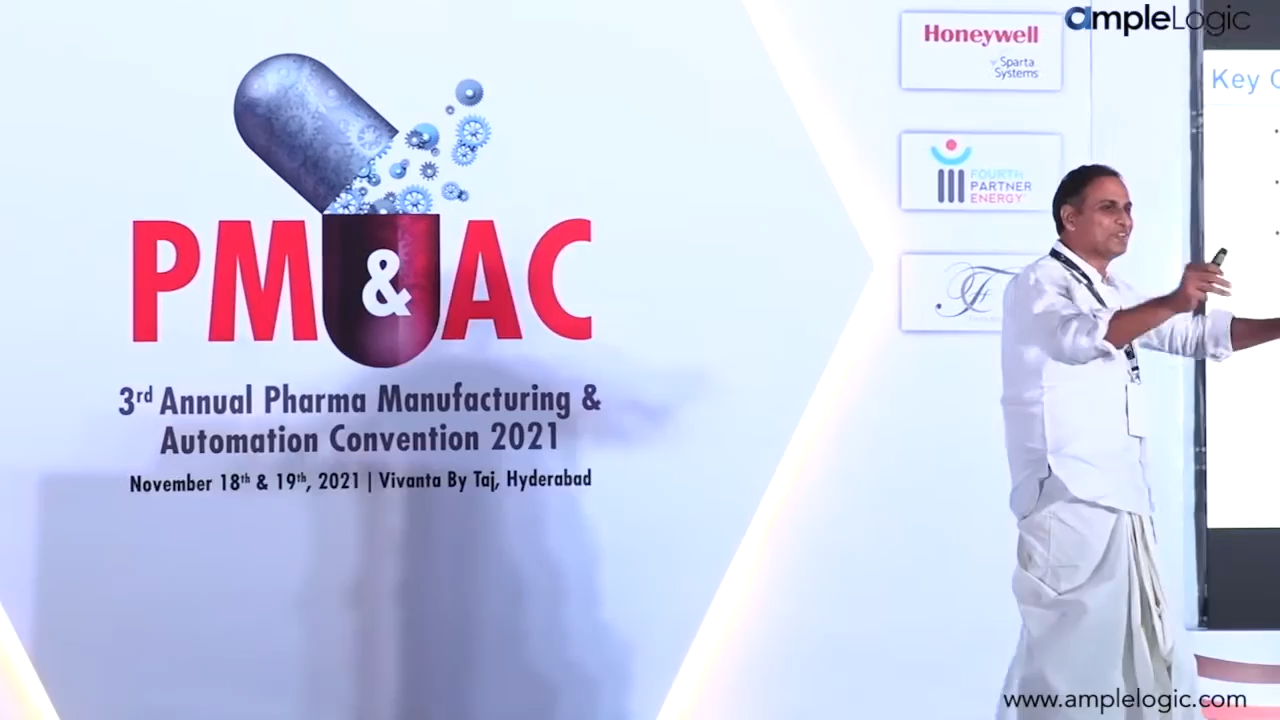 ampleLogic
Honeywell
Sparta
Systems
Key
FOURTH
PARTNER
ENERGY
PM&AC
3rd Annual Pharma Manufacturing &
Automation Convention 2021
November 18th & 19th, 2021 | Vivanta By Taj, Hyderabad
www.amplelogic.com